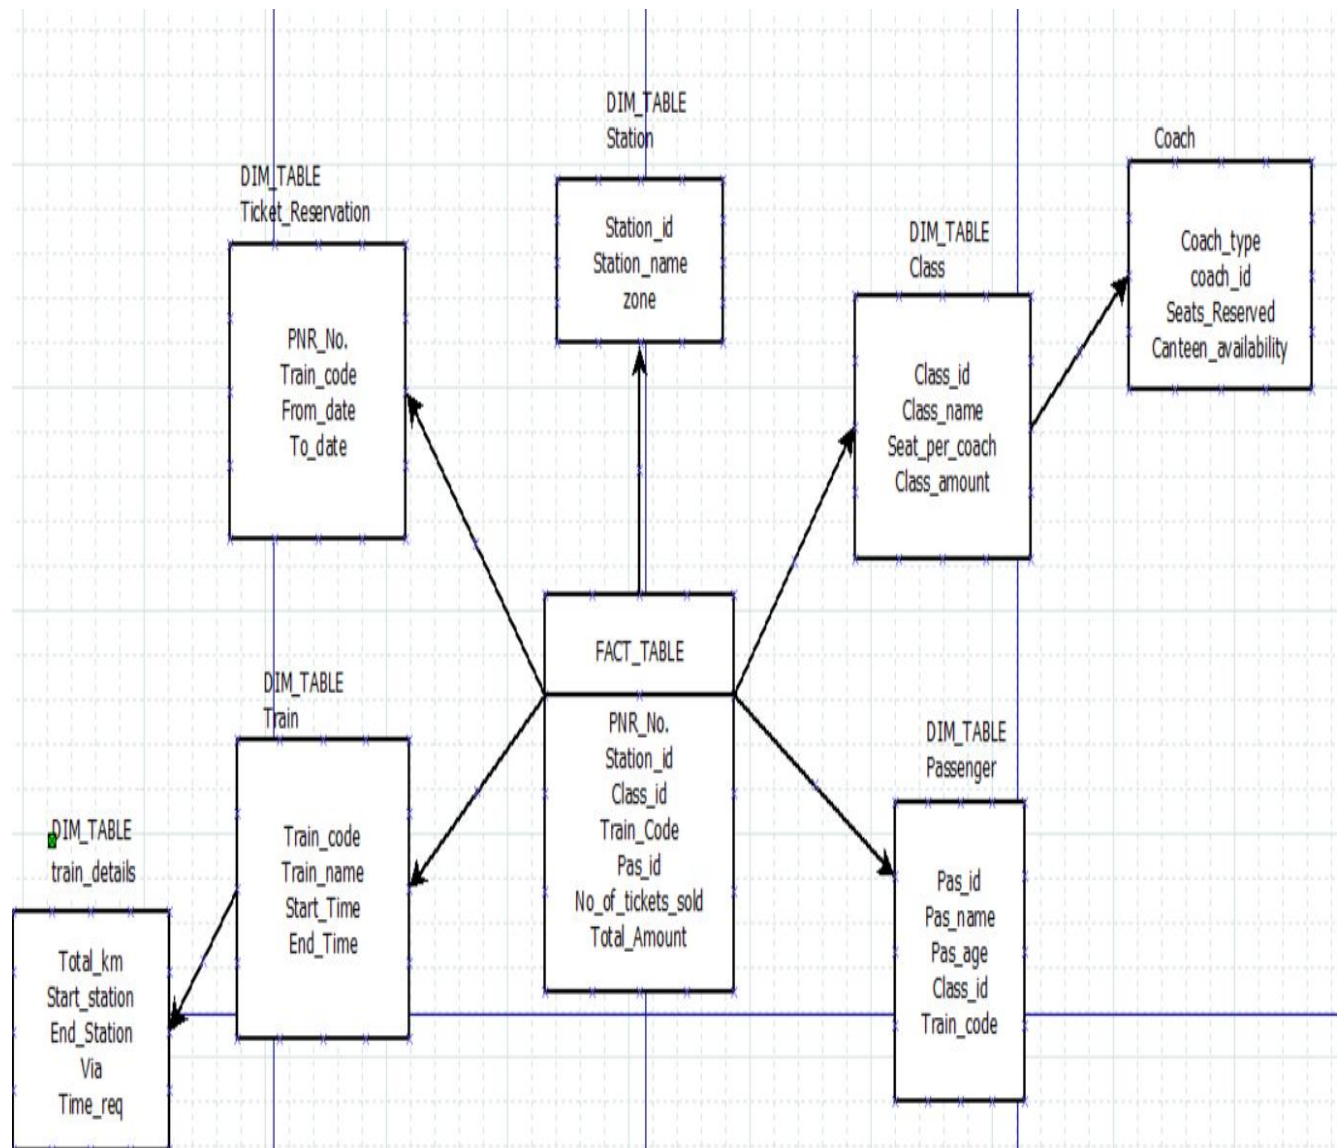 DIM_TABLE
Station
Coach
DIM_TABLE
Ticket_Reservation
Station_id
Station_name
zone
DIM_TABLE
Class
Coach_type
coach_id
Seats_Reserved
Canteen_availability
PNR_No.
Train_code
From_date
To_date
Class_id
Class_name
Seat_per_coach
Class_amount
FACT_TABLE
PNR_No.
Station_id
Class_id
Train_Code
Pas_id
No_of_tickets_sold
Total_Amount
DIM_TABLE
Train
Train_code
Train_name
Start_Time
End_Time
DIM_TABLE
Passenger
Pas_id
Pas_name
Pas_age
Class_id
Train_code
DIM_TABLE
train_details
Total_km
Start_station
End_Station
Via
Time_req